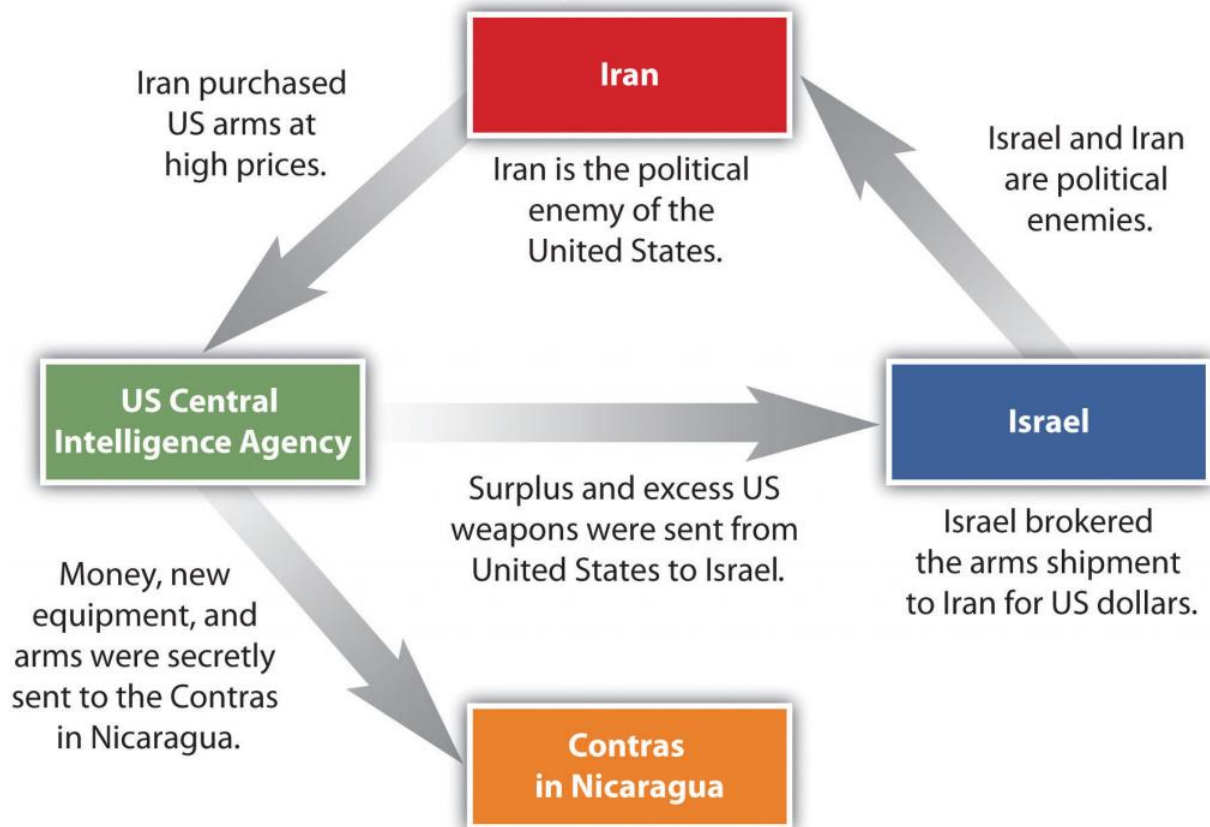 Iran
Iran purchased
US arms at
high prices.
Iran is the political
enemy of the
United States.
Israel and Iran
are political
enemies.
US Central
Intelligence Agency
Israel
Surplus and excess US
weapons were sent from
United States to Israel.
Israel brokered
the arms shipment
to Iran for US dollars.
Money, new
equipment, and
arms were secretly
sent to the Contras
in Nicaragua.
Contras
in Nicaragua